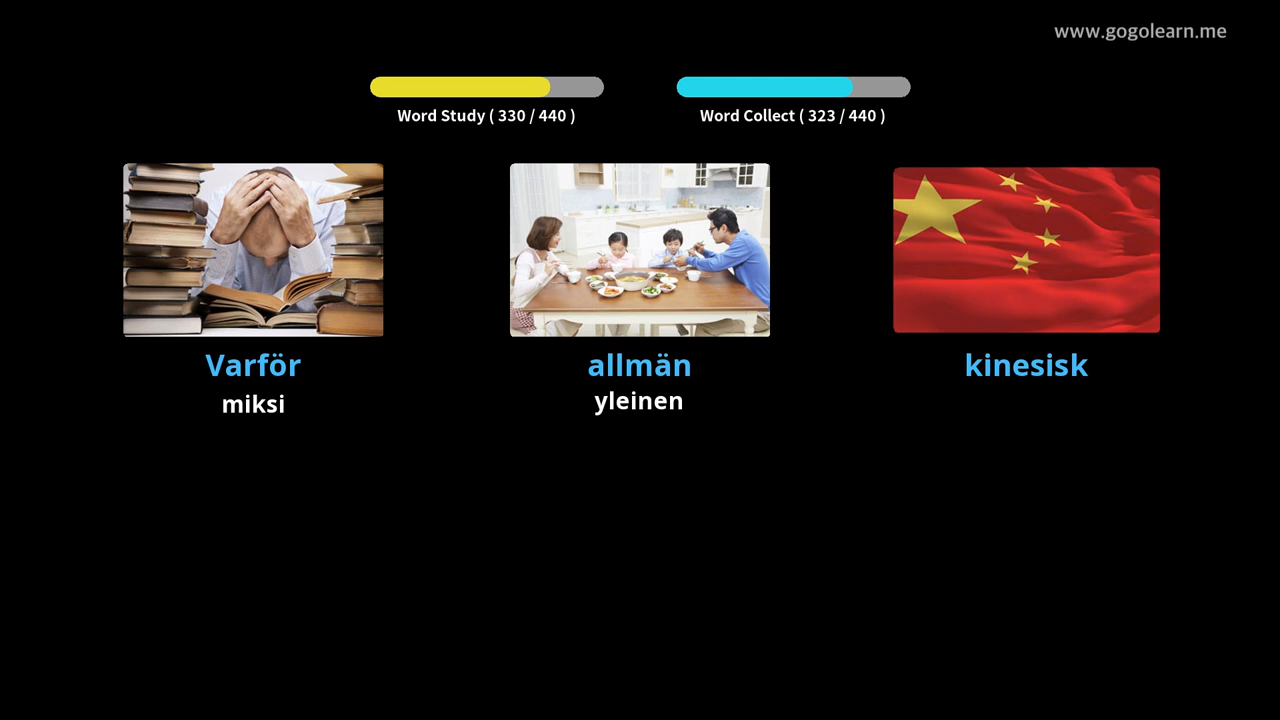 www.gogolearn.me
Word Study ( 330 / 440 )
Word Collect ( 323 / 440 )
Varför
allmän
kinesisk
miksi
yleinen